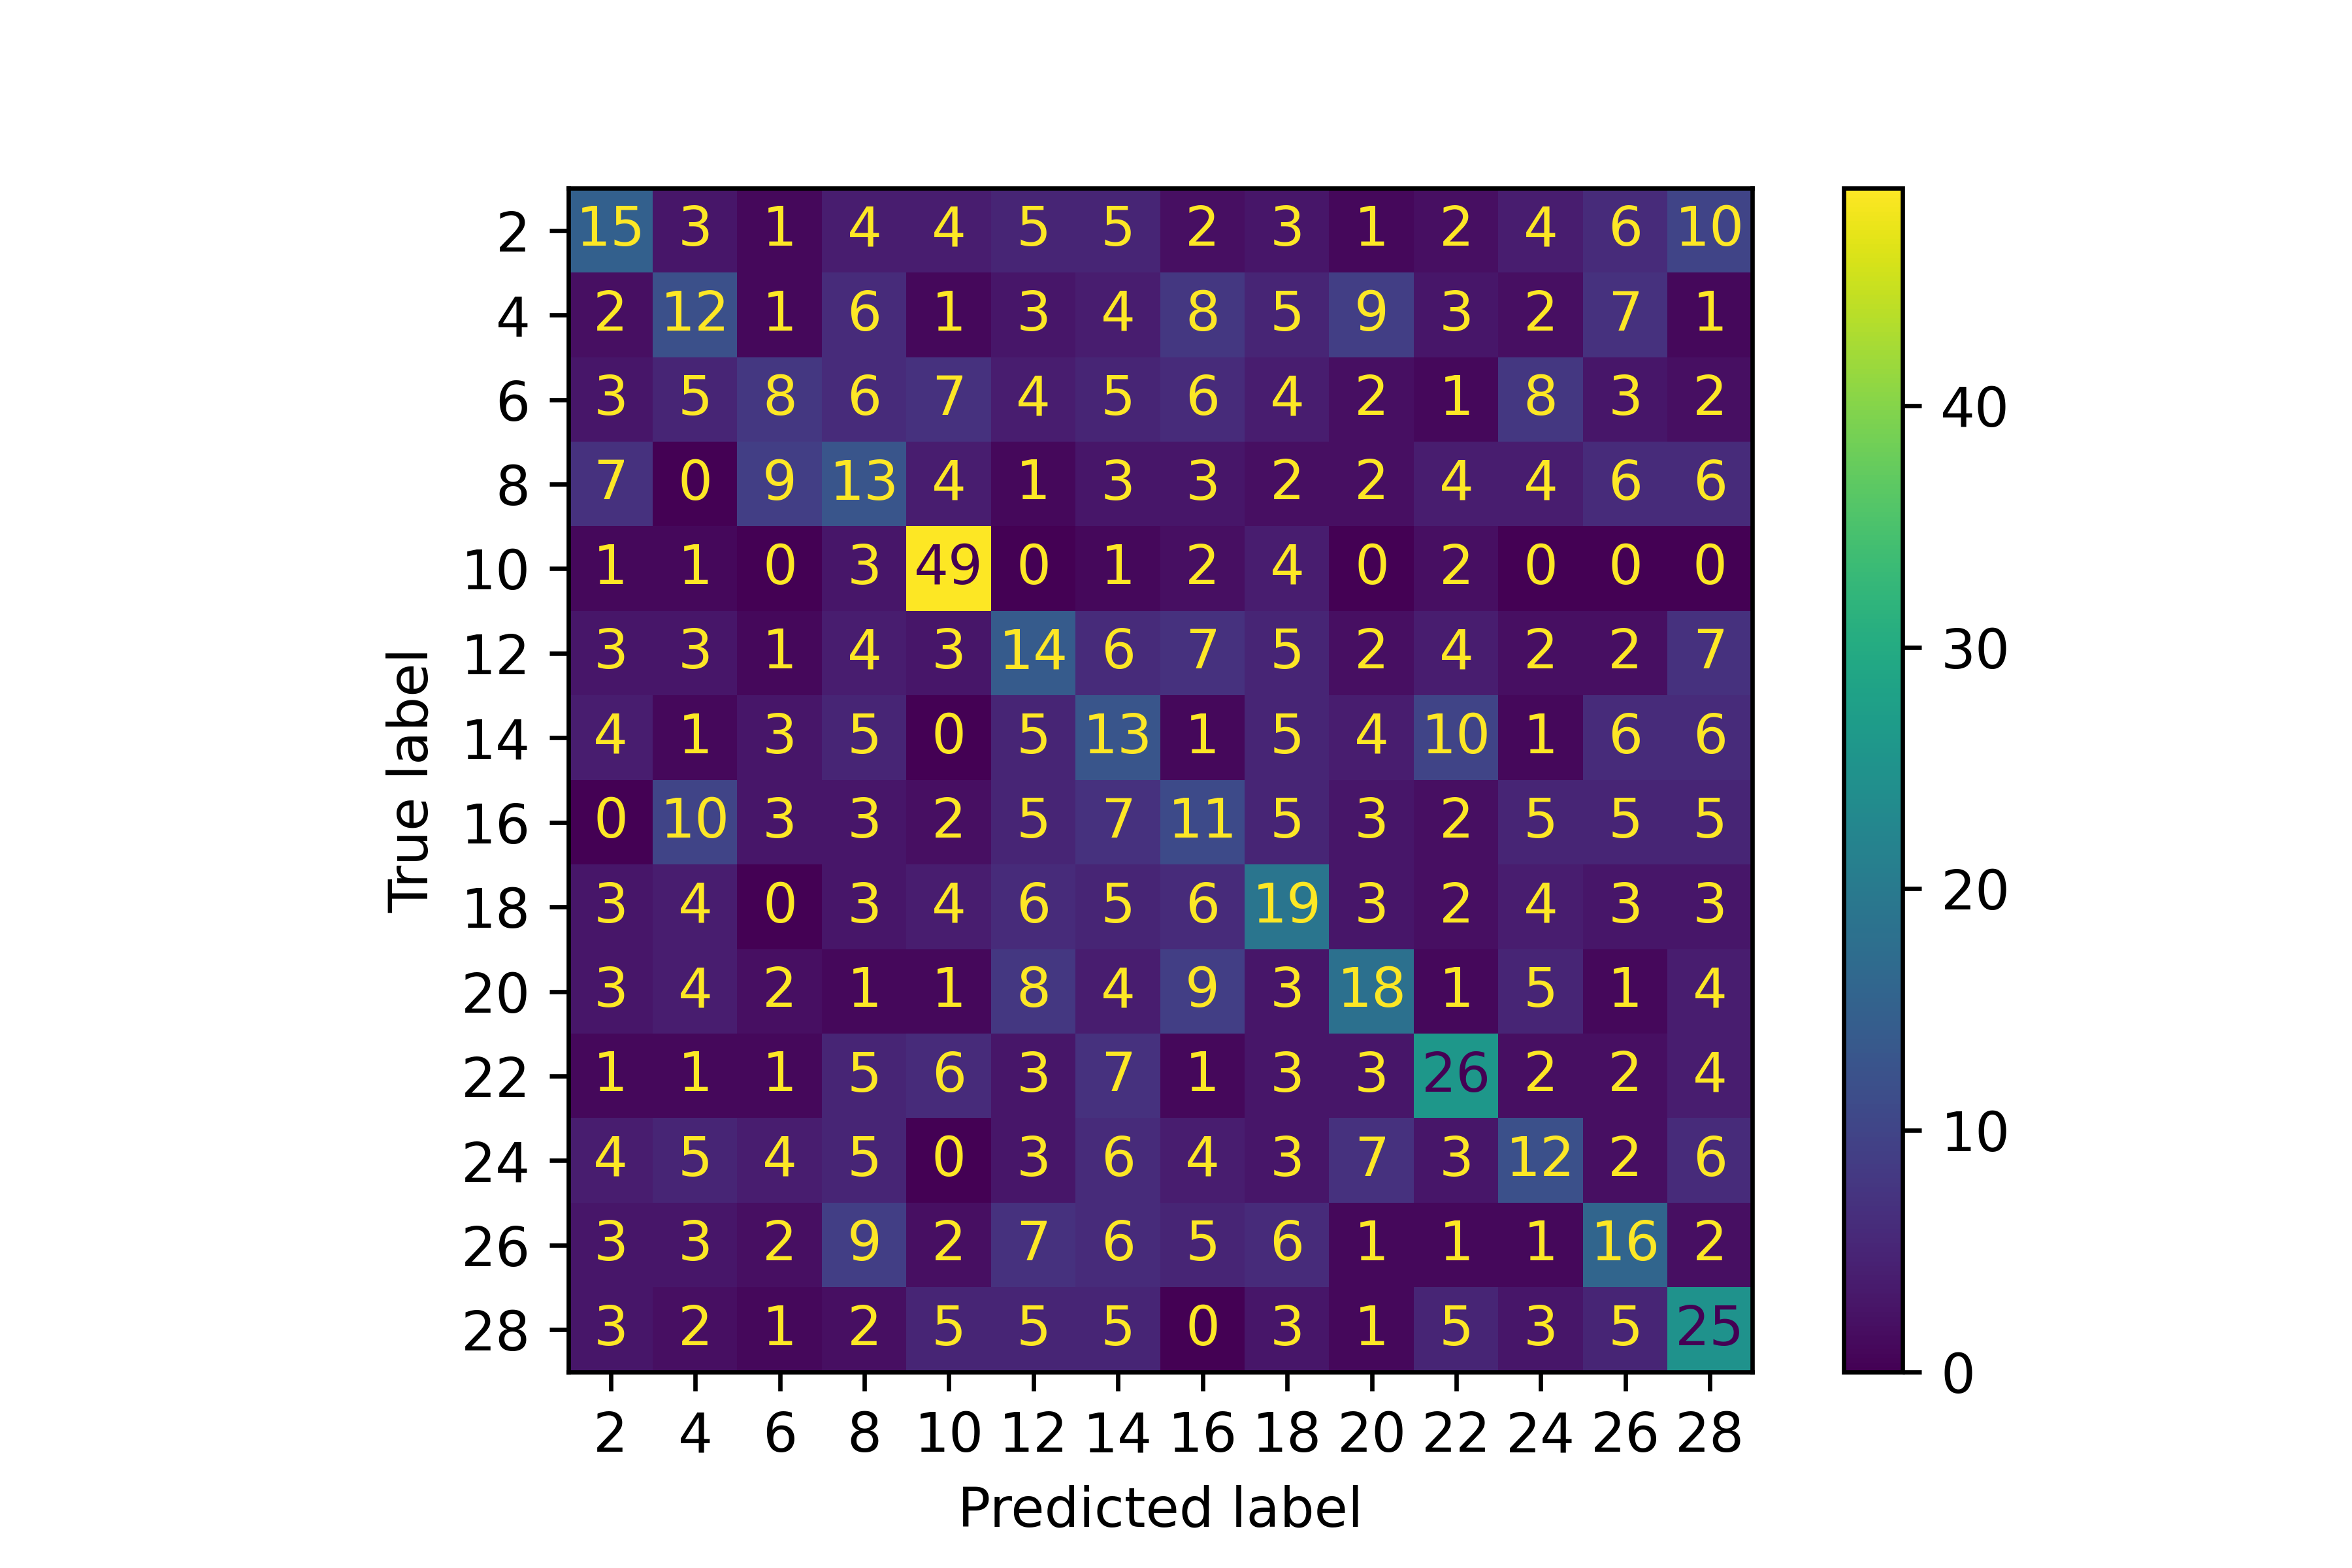 2 15 3 1 4 4 5 5 2 3 1 2 4 6 10
4 2 12 1 6 1 3 4 8 5 9 3 2 7 1
6 3 5 8 6 7 4 5 6 4 2 1 8 3 2
8 7 0 9 13 4 1 3 3 2 2 4 4 6 6
10 1 1 0 3 49 0 1 2 4 0 2 0 0 0
12 3 3 1 4 3 14 6 7 5 2 4 2 2 7
14 4 1 3 5 0 5 13 1 5 4 10 1 6 6
16 0 10 3 3 2 5 7 11 5 3 2 5 5 5
18 3 4 0 3 4 6 5 6 19 3 2 4 3 3
20 3 4 2 1 1 8 4 9 3 18 1 5 1 4
22 1 1 1 5 6 3 7 1 3 3 26 2 2 4
24 4 5 4 5 0 3 6 4 3 7 3 12 2 6
26 3 3 2 9 2 7 6 5 6 1 1 1 16 2
28 3 2 1 2 5 5 5 0 3 1 5 3 5 25
2 4 6 8 10 12 14 16 18 20 22 24 26 28
Predicted label
True label
40
30
20
10
0